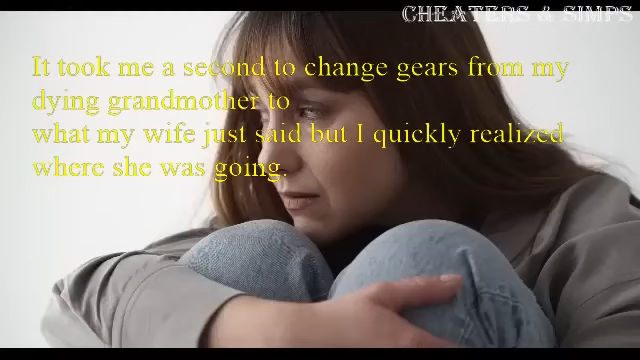 CHEATERS & SIMPS
It took me a second to change gears from my
dying grandmother to
what my wife just said but I quickly realized
where she was going.